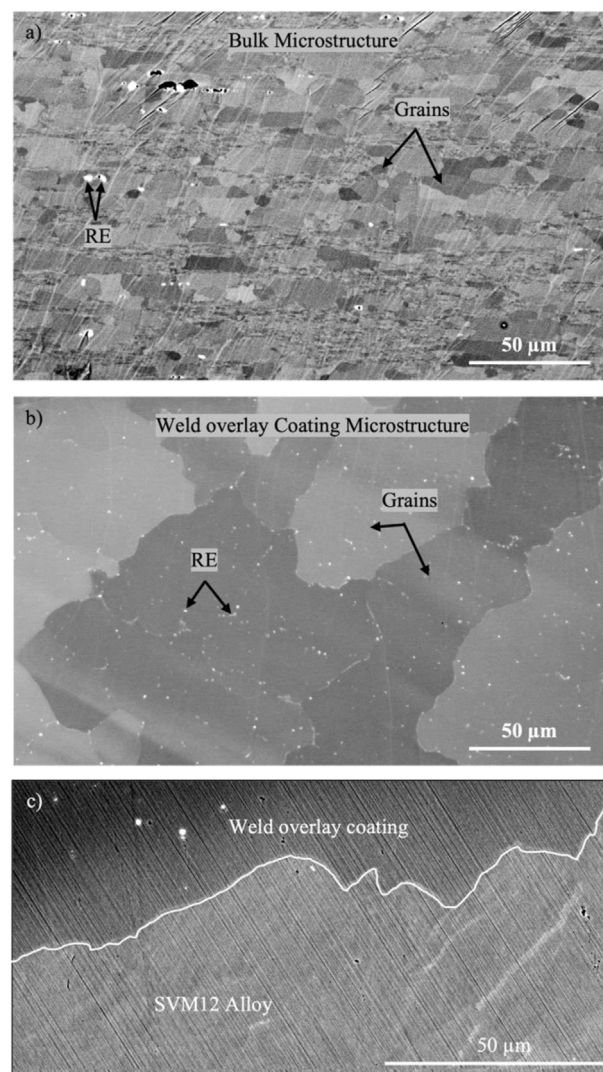 a)
Bulk Microstructure
Grains
RE
50 µm
b)
Weld overlay Coating Microstructure
Grains
RE
50 µm
c)
Weld overlay coating
SVM12 Alloy
50 µm